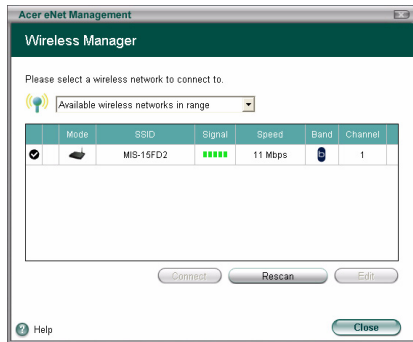 Acer eNet Management
Wireless Manager
Please select a wireless network to connect to.
Available wireless networks in range
Mode SSID Signal Speed Band Channel
MIS-15FD2 11 Mbps b 1
Connect Rescan Edit
Help Close